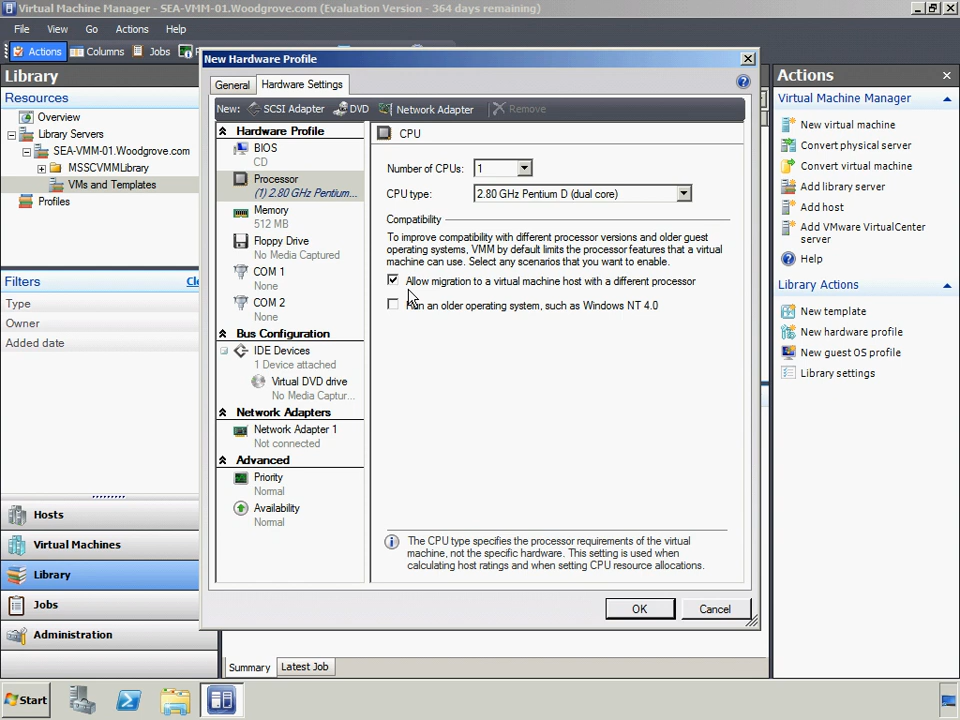 Virtual Machine Manager - SEA-VMM-01.Woodgrove.com (Evaluation Version - 364 days remaining)
File View Go Actions Help
Actions Columns Jobs
Library
Resources
Overview
Library Servers
SEA-VMM-01.Woodgrove.com
MSSCVMMLibrary
VMs and Templates
Profiles
Filters
Type
Owner
Added date
Hosts
Virtual Machines
Library
Jobs
Administration
New Hardware Profile
General Hardware Settings
New: SCSI Adapter DVD Network Adapter Remove
Hardware Profile
BIOS
CD
Processor
(1) 2.80 GHz Pentium...
Memory
512 MB
Floppy Drive
No Media Captured
COM 1
None
COM 2
None
Bus Configuration
IDE Devices
1 Device attached
Virtual DVD drive
No Media Captur...
Network Adapters
Network Adapter 1
Not connected
Advanced
Priority
Normal
Availability
Normal
CPU
Number of CPUs: 1
CPU type: 2.80 GHz Pentium D (dual core)
Compatibility
To improve compatibility with different processor versions and older guest
operating systems, VMM by default limits the processor features that a virtual
machine can use. Select any scenarios that you want to enable.
Allow migration to a virtual machine host with a different processor
Run an older operating system, such as Windows NT 4.0
The CPU type specifies the processor requirements of the virtual
machine, not the specific hardware. This setting is used when
calculating host ratings and when setting CPU resource allocations.
OK Cancel
Summary Latest Job
Actions
Virtual Machine Manager
New virtual machine
Convert physical server
Convert virtual machine
Add library server
Add host
Add VMware VirtualCenter
server
Help
Library Actions
New template
New hardware profile
New guest OS profile
Library settings
Start